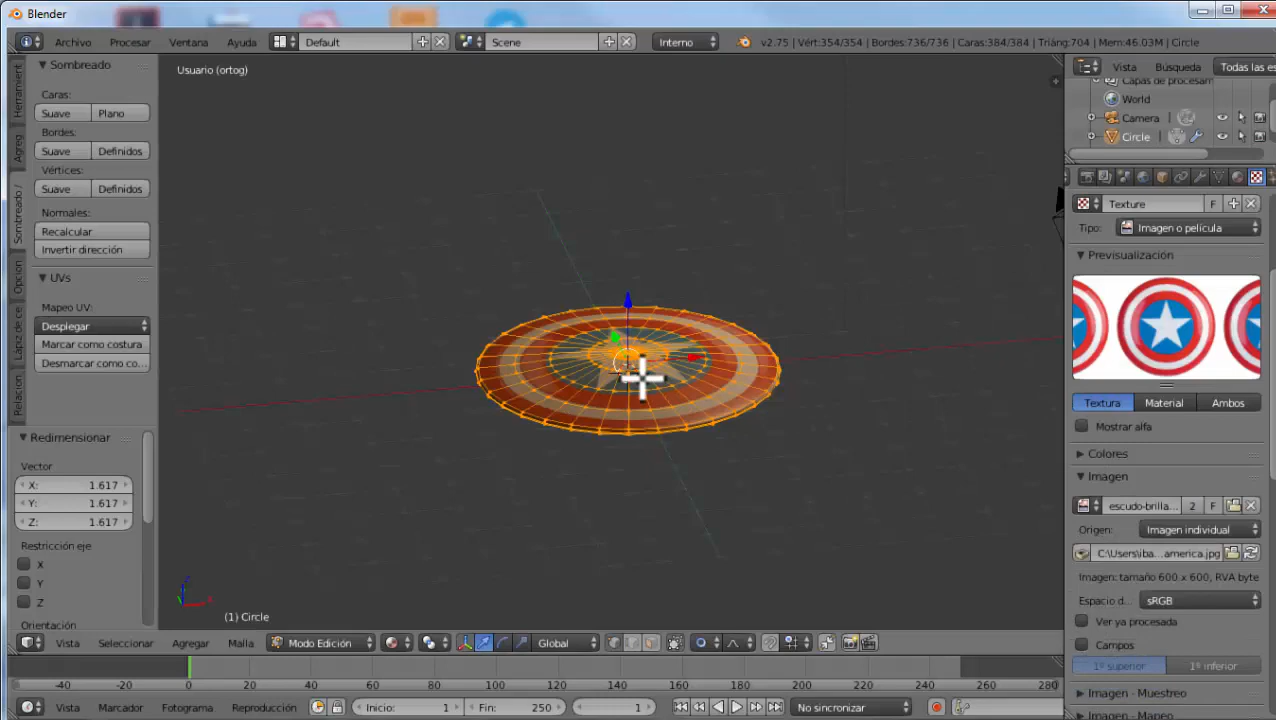 Blender
Archivo Procesar Ventana Ayuda Default Scene Interno v2.75 | Vért:354/354 | Bordes:736/736 | Caras:384/384 | Triáng:704 | Mem:46.03M | Circle
Sombreado
Caras:
Suave Plano
Bordes:
Suave Definidos
Vértices:
Suave Definidos
Normales:
Recalcular
Invertir dirección
UVs
Mapeo UV:
Desplegar
Marcar como costura
Desmarcar como co...
Herramient
Agreg
Sombreado /
Opcion
Lápiz de ce
Relacion
Redimensionar
Vector
X: 1.617
Y: 1.617
Z: 1.617
Restricción eje
X
Y
Z
Orientación
Usuario (ortog)
(1) Circle
Vista Seleccionar Agregar Malla Modo Edición Global
-40 -20 0 20 40 60 80 100 120 140 160 180 200 220 240 260 280
Vista Marcador Fotograma Reproducción Inicio: 1 Fin: 250 1 No sincronizar
Vista Búsqueda Todas las es
Capas de procesam
World
Camera
Circle
Texture F
Tipo: Imagen o película
Previsualización
Textura Material Ambos
Mostrar alfa
Colores
Imagen
escudo-brilla... 2 F
Origen: Imagen individual
C:\Users\iba...america.jpg
Imagen: tamaño 600 x 600, RVA byte
Espacio d... sRGB
Ver ya procesada
Campos
1º superior 1º inferior
Imagen - Muestreo
Imagen - Mapeo